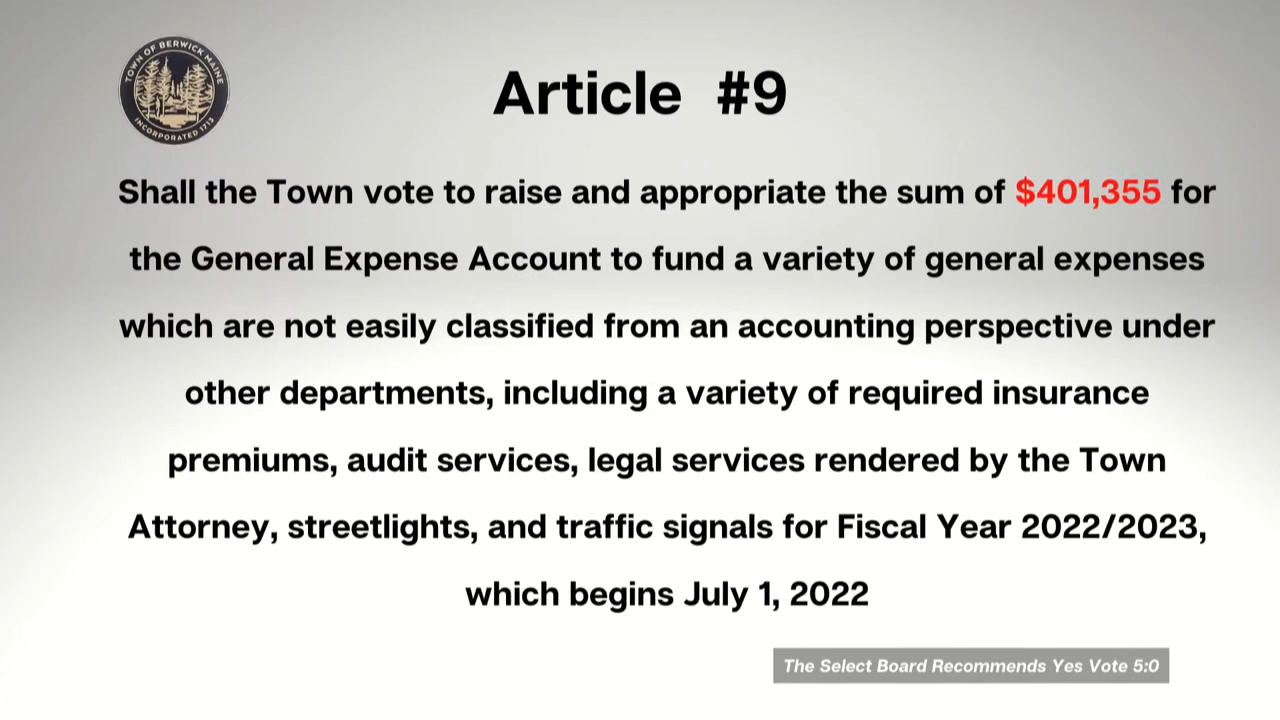 TOWN OF BERWICK MAINE
INCORPORATED 1713
Article #9
Shall the Town vote to raise and appropriate the sum of $401,355 for
the General Expense Account to fund a variety of general expenses
which are not easily classified from an accounting perspective under
other departments, including a variety of required insurance
premiums, audit services, legal services rendered by the Town
Attorney, streetlights, and traffic signals for Fiscal Year 2022/2023,
which begins July 1, 2022
The Select Board Recommends Yes Vote 5:0